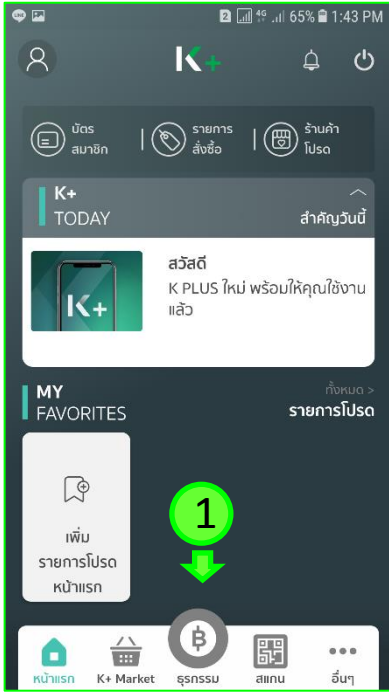 LINE 2 4G 65% 1:43 PM
K+
บัตร
สมาชิก
รายการ
สั่งซื้อ
ร้านค้า
โปรด
K+
TODAY
สำคัญวันนี้
K+
สวัสดี
K PLUS ใหม่ พร้อมให้คุณใช้งาน
แล้ว
MY
FAVORITES
ทั้งหมด >
รายการโปรด
เพิ่ม
รายการโปรด
หน้าแรก
1
฿
หน้าแรก K+ Market ธุรกรรม สแกน อื่นๆ